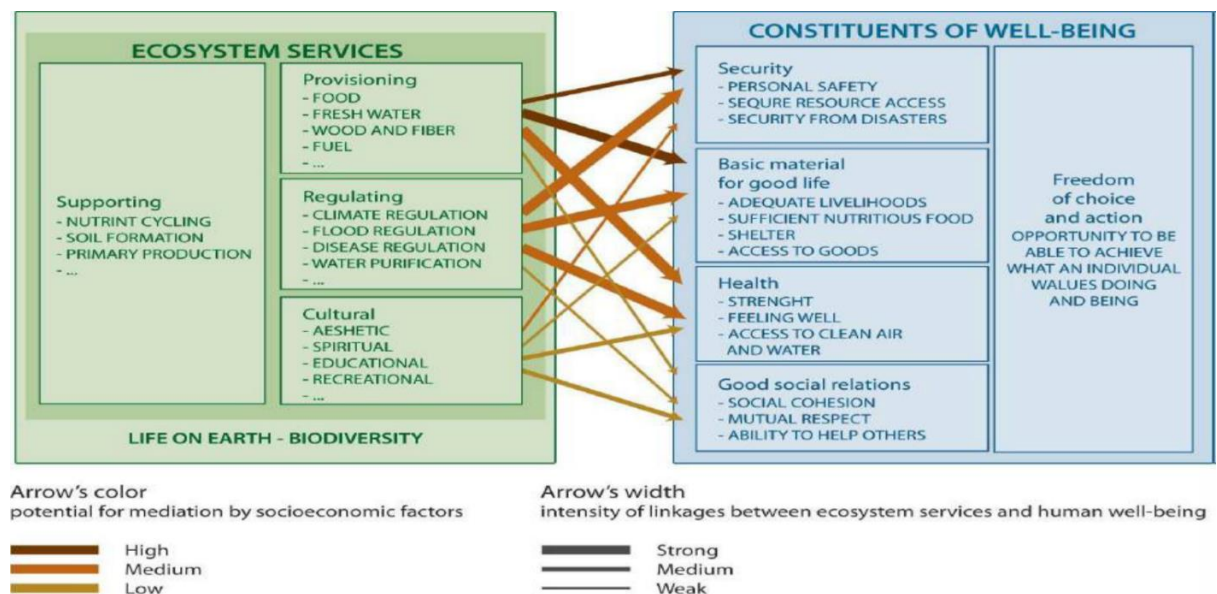 ECOSYSTEM SERVICES
Supporting
- NUTRINT CYCLING
- SOIL FORMATION
- PRIMARY PRODUCTION
- ...
Provisioning
- FOOD
- FRESH WATER
- WOOD AND FIBER
- FUEL
- ...
Regulating
- CLIMATE REGULATION
- FLOOD REGULATION
- DISEASE REGULATION
- WATER PURIFICATION
- ...
Cultural
- AESHETIC
- SPIRITUAL
- EDUCATIONAL
- RECREATIONAL
- ...
LIFE ON EARTH - BIODIVERSITY
CONSTITUENTS OF WELL-BEING
Security
- PERSONAL SAFETY
- SEQURE RESOURCE ACCESS
- SECURITY FROM DISASTERS
Basic material
for good life
- ADEQUATE LIVELIHOODS
- SUFFICIENT NUTRITIOUS FOOD
- SHELTER
- ACCESS TO GOODS
Health
- STRENGHT
- FEELING WELL
- ACCESS TO CLEAN AIR
AND WATER
Good social relations
- SOCIAL COHESION
- MUTUAL RESPECT
- ABILITY TO HELP OTHERS
Freedom
of choice
and action
OPPORTUNITY TO BE
ABLE TO ACHIEVE
WHAT AN INDIVIDUAL
WALUES DOING
AND BEING
Arrow's color
potential for mediation by socioeconomic factors
High
Medium
Low
Arrow's width
intensity of linkages between ecosystem services and human well-being
Strong
Medium
Weak